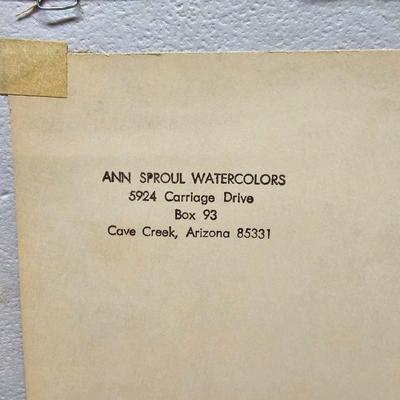 ANN SPROUL WATERCOLORS
5924 Carriage Drive
Box 93
Cave Creek, Arizona 85331